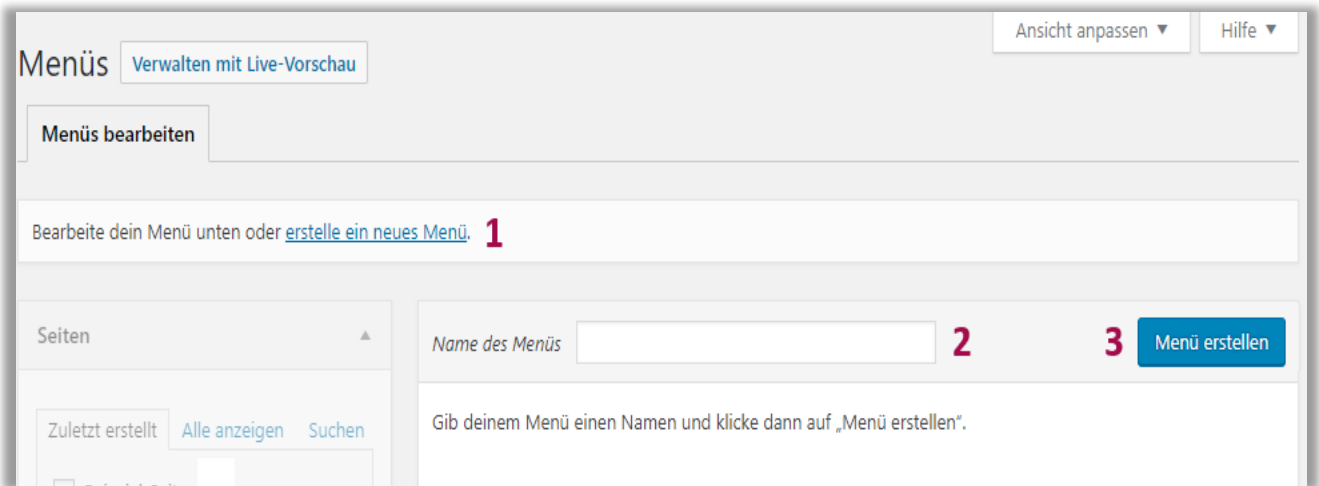 Ansicht anpassen ▼ Hilfe ▼
Menüs Verwalten mit Live-Vorschau
Menüs bearbeiten
Bearbeite dein Menü unten oder erstelle ein neues Menü. 1
Seiten ▲
Name des Menüs 2 3 Menü erstellen
Zuletzt erstellt Alle anzeigen Suchen
Gib deinem Menü einen Namen und klicke dann auf „Menü erstellen“.